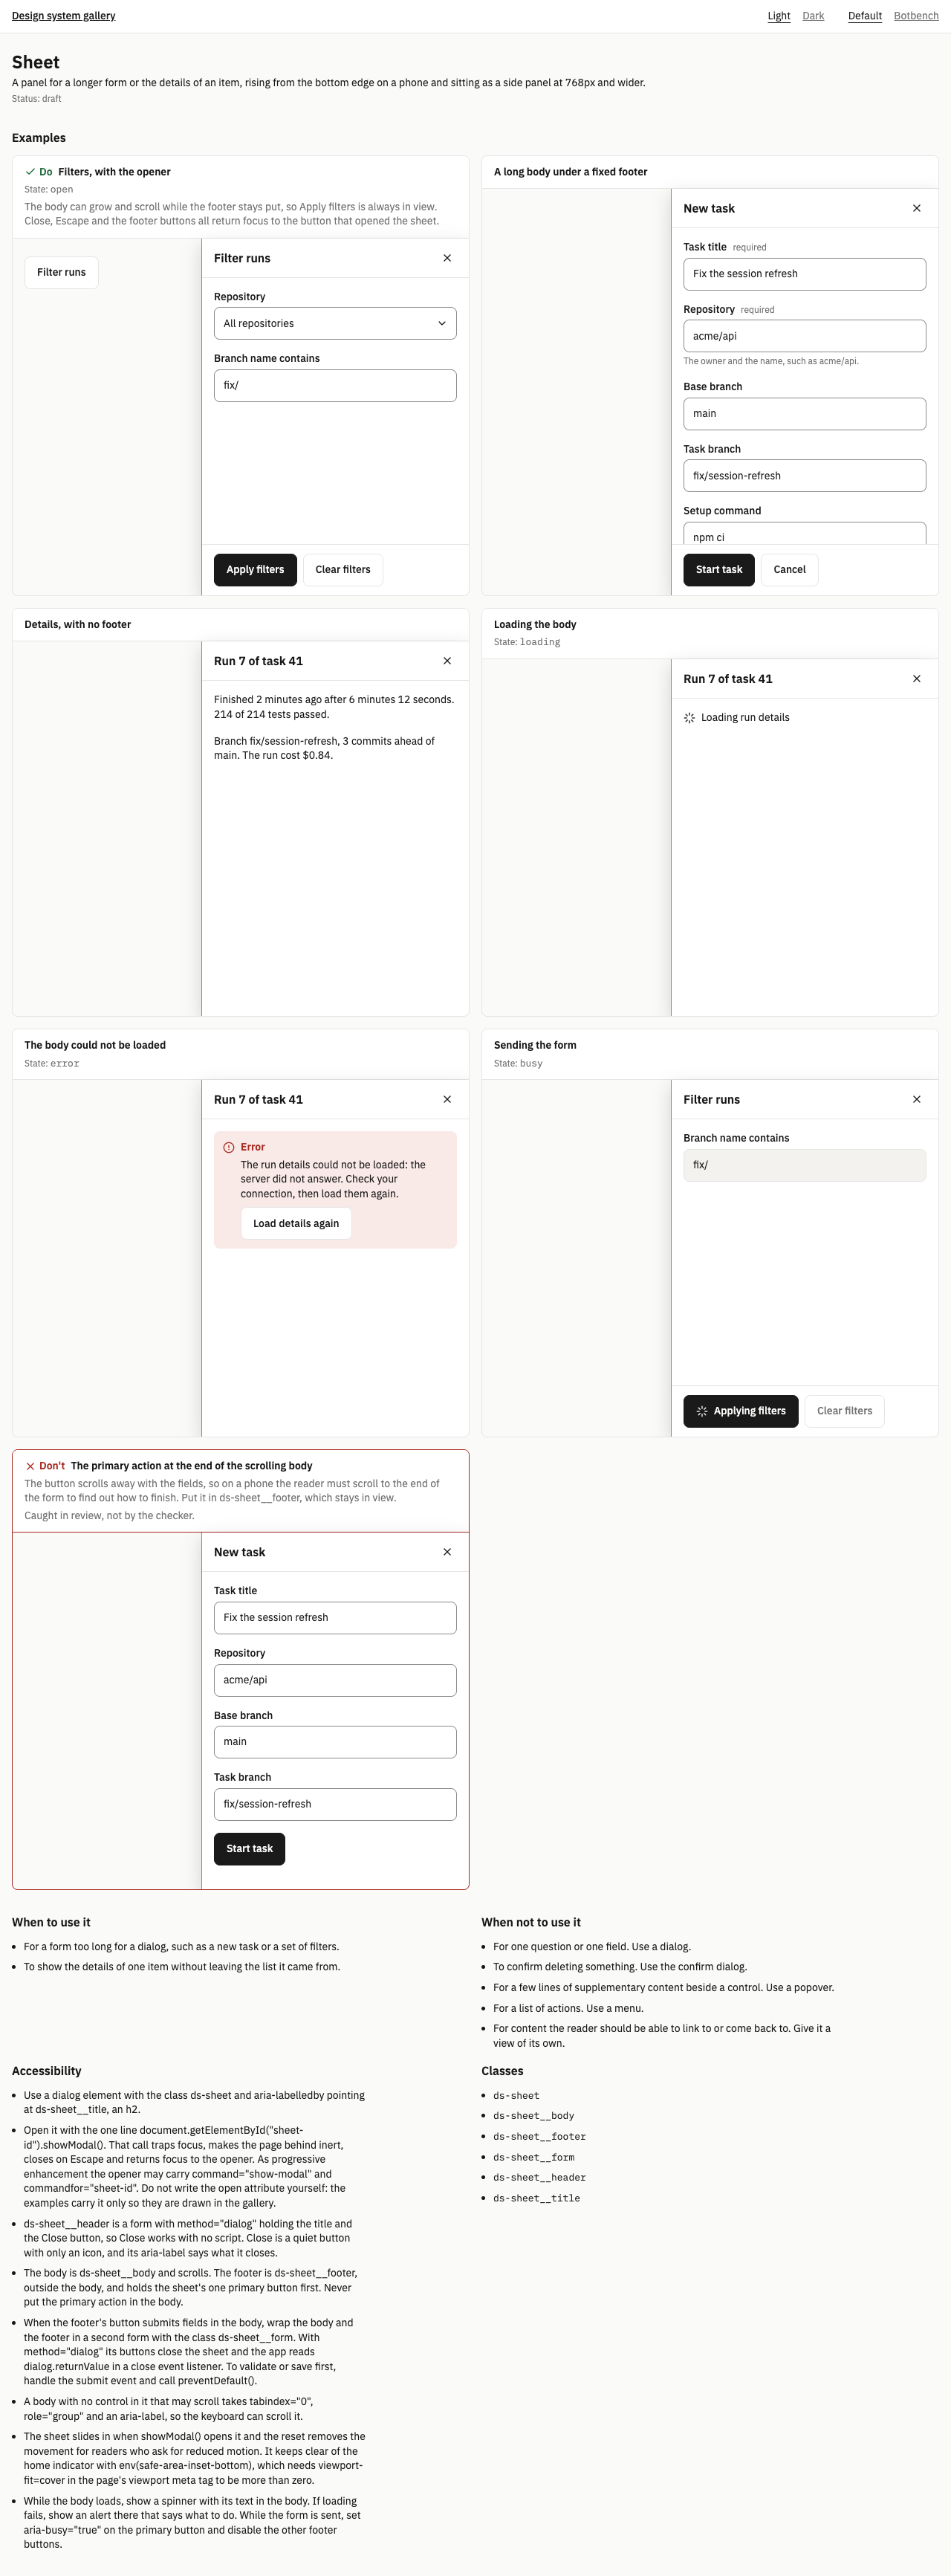 Design system gallery
Light Dark Default Botbench
Sheet
A panel for a longer form or the details of an item, rising from the bottom edge on a phone and sitting as a side panel at 768px and wider.
Status: draft
Examples
Do Filters, with the opener
State: open
The body can grow and scroll while the footer stays put, so Apply filters is always in view.
Close, Escape and the footer buttons all return focus to the button that opened the sheet.
Filter runs
Filter runs
Repository
All repositories
Branch name contains
fix/
Apply filters Clear filters
A long body under a fixed footer
New task
Task title required
Fix the session refresh
Repository required
acme/api
The owner and the name, such as acme/api.
Base branch
main
Task branch
fix/session-refresh
Setup command
npm ci
Start task Cancel
Details, with no footer
Run 7 of task 41
Finished 2 minutes ago after 6 minutes 12 seconds.
214 of 214 tests passed.
Branch fix/session-refresh, 3 commits ahead of
main. The run cost $0.84.
Loading the body
State: loading
Run 7 of task 41
Loading run details
The body could not be loaded
State: error
Run 7 of task 41
Error
The run details could not be loaded: the
server did not answer. Check your
connection, then load them again.
Load details again
Sending the form
State: busy
Filter runs
Branch name contains
fix/
Applying filters Clear filters
Don't The primary action at the end of the scrolling body
The button scrolls away with the fields, so on a phone the reader must scroll to the end of
the form to find out how to finish. Put it in ds-sheet__footer, which stays in view.
Caught in review, not by the checker.
New task
Task title
Fix the session refresh
Repository
acme/api
Base branch
main
Task branch
fix/session-refresh
Start task
When to use it
For a form too long for a dialog, such as a new task or a set of filters.
To show the details of one item without leaving the list it came from.
When not to use it
For one question or one field. Use a dialog.
To confirm deleting something. Use the confirm dialog.
For a few lines of supplementary content beside a control. Use a popover.
For a list of actions. Use a menu.
For content the reader should be able to link to or come back to. Give it a
view of its own.
Accessibility
Use a dialog element with the class ds-sheet and aria-labelledby pointing
at ds-sheet__title, an h2.
Open it with the one line document.getElementById("sheet-
id").showModal(). That call traps focus, makes the page behind inert,
closes on Escape and returns focus to the opener. As progressive
enhancement the opener may carry command="show-modal" and
commandfor="sheet-id". Do not write the open attribute yourself: the
examples carry it only so they are drawn in the gallery.
ds-sheet__header is a form with method="dialog" holding the title and
the Close button, so Close works with no script. Close is a quiet button
with only an icon, and its aria-label says what it closes.
The body is ds-sheet__body and scrolls. The footer is ds-sheet__footer,
outside the body, and holds the sheet's one primary button first. Never
put the primary action in the body.
When the footer's button submits fields in the body, wrap the body and
the footer in a second form with the class ds-sheet__form. With
method="dialog" its buttons close the sheet and the app reads
dialog.returnValue in a close event listener. To validate or save first,
handle the submit event and call preventDefault().
A body with no control in it that may scroll takes tabindex="0",
role="group" and an aria-label, so the keyboard can scroll it.
The sheet slides in when showModal() opens it and the reset removes the
movement for readers who ask for reduced motion. It keeps clear of the
home indicator with env(safe-area-inset-bottom), which needs viewport-
fit=cover in the page's viewport meta tag to be more than zero.
While the body loads, show a spinner with its text in the body. If loading
fails, show an alert there that says what to do. While the form is sent, set
aria-busy="true" on the primary button and disable the other footer
buttons.
Classes
ds-sheet
ds-sheet__body
ds-sheet__footer
ds-sheet__form
ds-sheet__header
ds-sheet__title